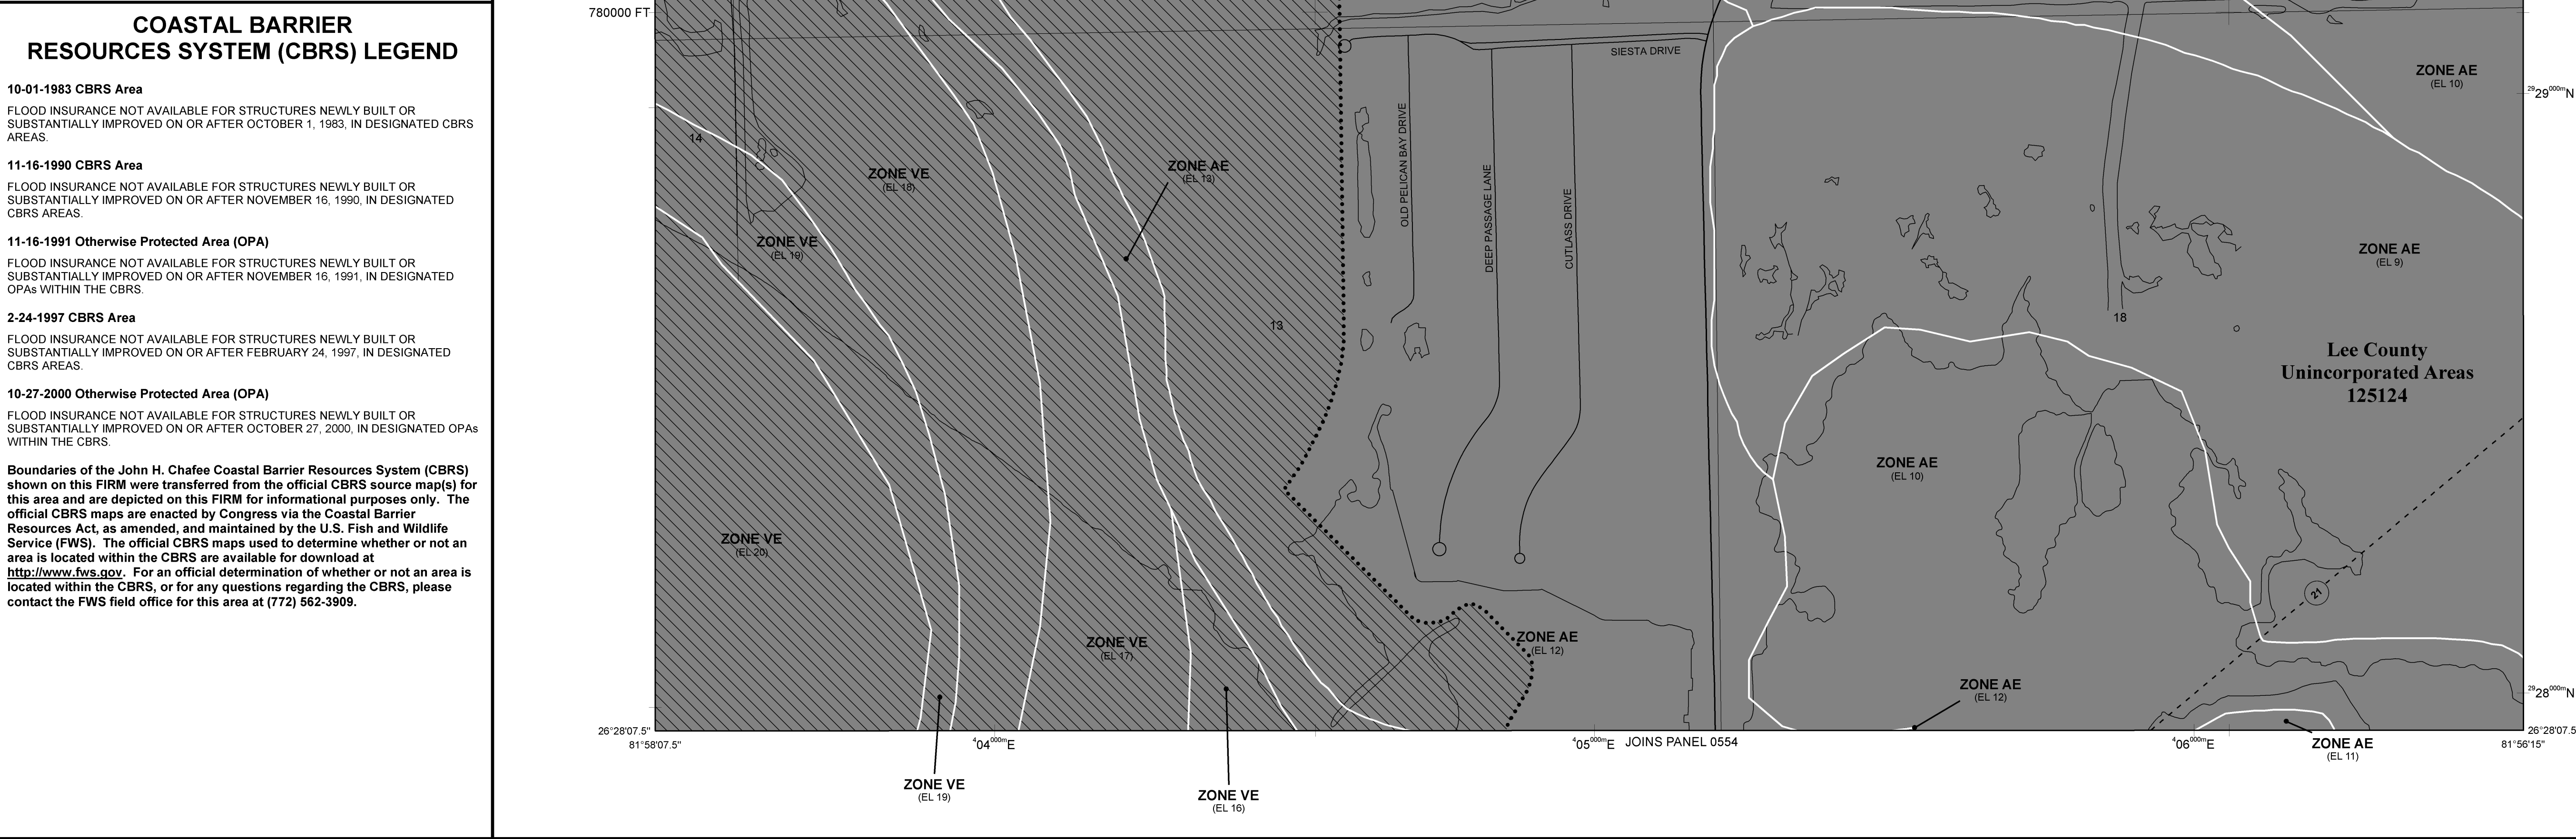 COASTAL BARRIER
RESOURCES SYSTEM (CBRS) LEGEND
10-01-1983 CBRS Area
FLOOD INSURANCE NOT AVAILABLE FOR STRUCTURES NEWLY BUILT OR
SUBSTANTIALLY IMPROVED ON OR AFTER OCTOBER 1, 1983, IN DESIGNATED CBRS
AREAS.
11-16-1990 CBRS Area
FLOOD INSURANCE NOT AVAILABLE FOR STRUCTURES NEWLY BUILT OR
SUBSTANTIALLY IMPROVED ON OR AFTER NOVEMBER 16, 1990, IN DESIGNATED
CBRS AREAS.
11-16-1991 Otherwise Protected Area (OPA)
FLOOD INSURANCE NOT AVAILABLE FOR STRUCTURES NEWLY BUILT OR
SUBSTANTIALLY IMPROVED ON OR AFTER NOVEMBER 16, 1991, IN DESIGNATED
OPAs WITHIN THE CBRS.
2-24-1997 CBRS Area
FLOOD INSURANCE NOT AVAILABLE FOR STRUCTURES NEWLY BUILT OR
SUBSTANTIALLY IMPROVED ON OR AFTER FEBRUARY 24, 1997, IN DESIGNATED
CBRS AREAS.
10-27-2000 Otherwise Protected Area (OPA)
FLOOD INSURANCE NOT AVAILABLE FOR STRUCTURES NEWLY BUILT OR
SUBSTANTIALLY IMPROVED ON OR AFTER OCTOBER 27, 2000, IN DESIGNATED OPAs
WITHIN THE CBRS.
Boundaries of the John H. Chafee Coastal Barrier Resources System (CBRS)
shown on this FIRM were transferred from the official CBRS source map(s) for
this area and are depicted on this FIRM for informational purposes only. The
official CBRS maps are enacted by Congress via the Coastal Barrier
Resources Act, as amended, and maintained by the U.S. Fish and Wildlife
Service (FWS). The official CBRS maps used to determine whether or not an
area is located within the CBRS are available for download at
http://www.fws.gov. For an official determination of whether or not an area is
located within the CBRS, or for any questions regarding the CBRS, please
contact the FWS field office for this area at (772) 562-3909.
780000 FT
SIESTA DRIVE
ZONE AE
(EL 10)
29 29 000m N
14
OLD PELICAN BAY DRIVE
DEEP PASSAGE LANE
CUTLASS DRIVE
ZONE VE
(EL 18)
ZONE AE
(EL 13)
ZONE VE
(EL 19)
ZONE AE
(EL 9)
13
18
Lee County
Unincorporated Areas
125124
ZONE AE
(EL 10)
ZONE VE
(EL 20)
21
ZONE VE
(EL 17)
ZONE AE
(EL 12)
ZONE AE
(EL 12)
29 28 000m N
26°28'07.5"
26°28'07.5
81°58'07.5"
4 04 000m E
4 05 000m E
JOINS PANEL 0554
4 06 000m E
ZONE AE
(EL 11)
81°56'15"
ZONE VE
(EL 19)
ZONE VE
(EL 16)